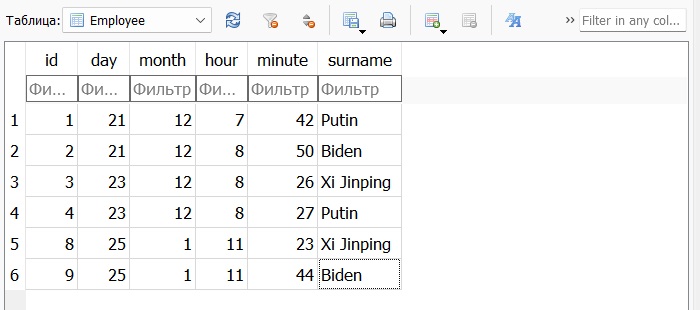 Таблица: Employee » Filter in any col...
id day month hour minute surname
Фи... Фи... Фильтр Фи... Фильтр Фильтр
1 1 21 12 7 42 Putin
2 2 21 12 8 50 Biden
3 3 23 12 8 26 Xi Jinping
4 4 23 12 8 27 Putin
5 8 25 1 11 23 Xi Jinping
6 9 25 1 11 44 Biden